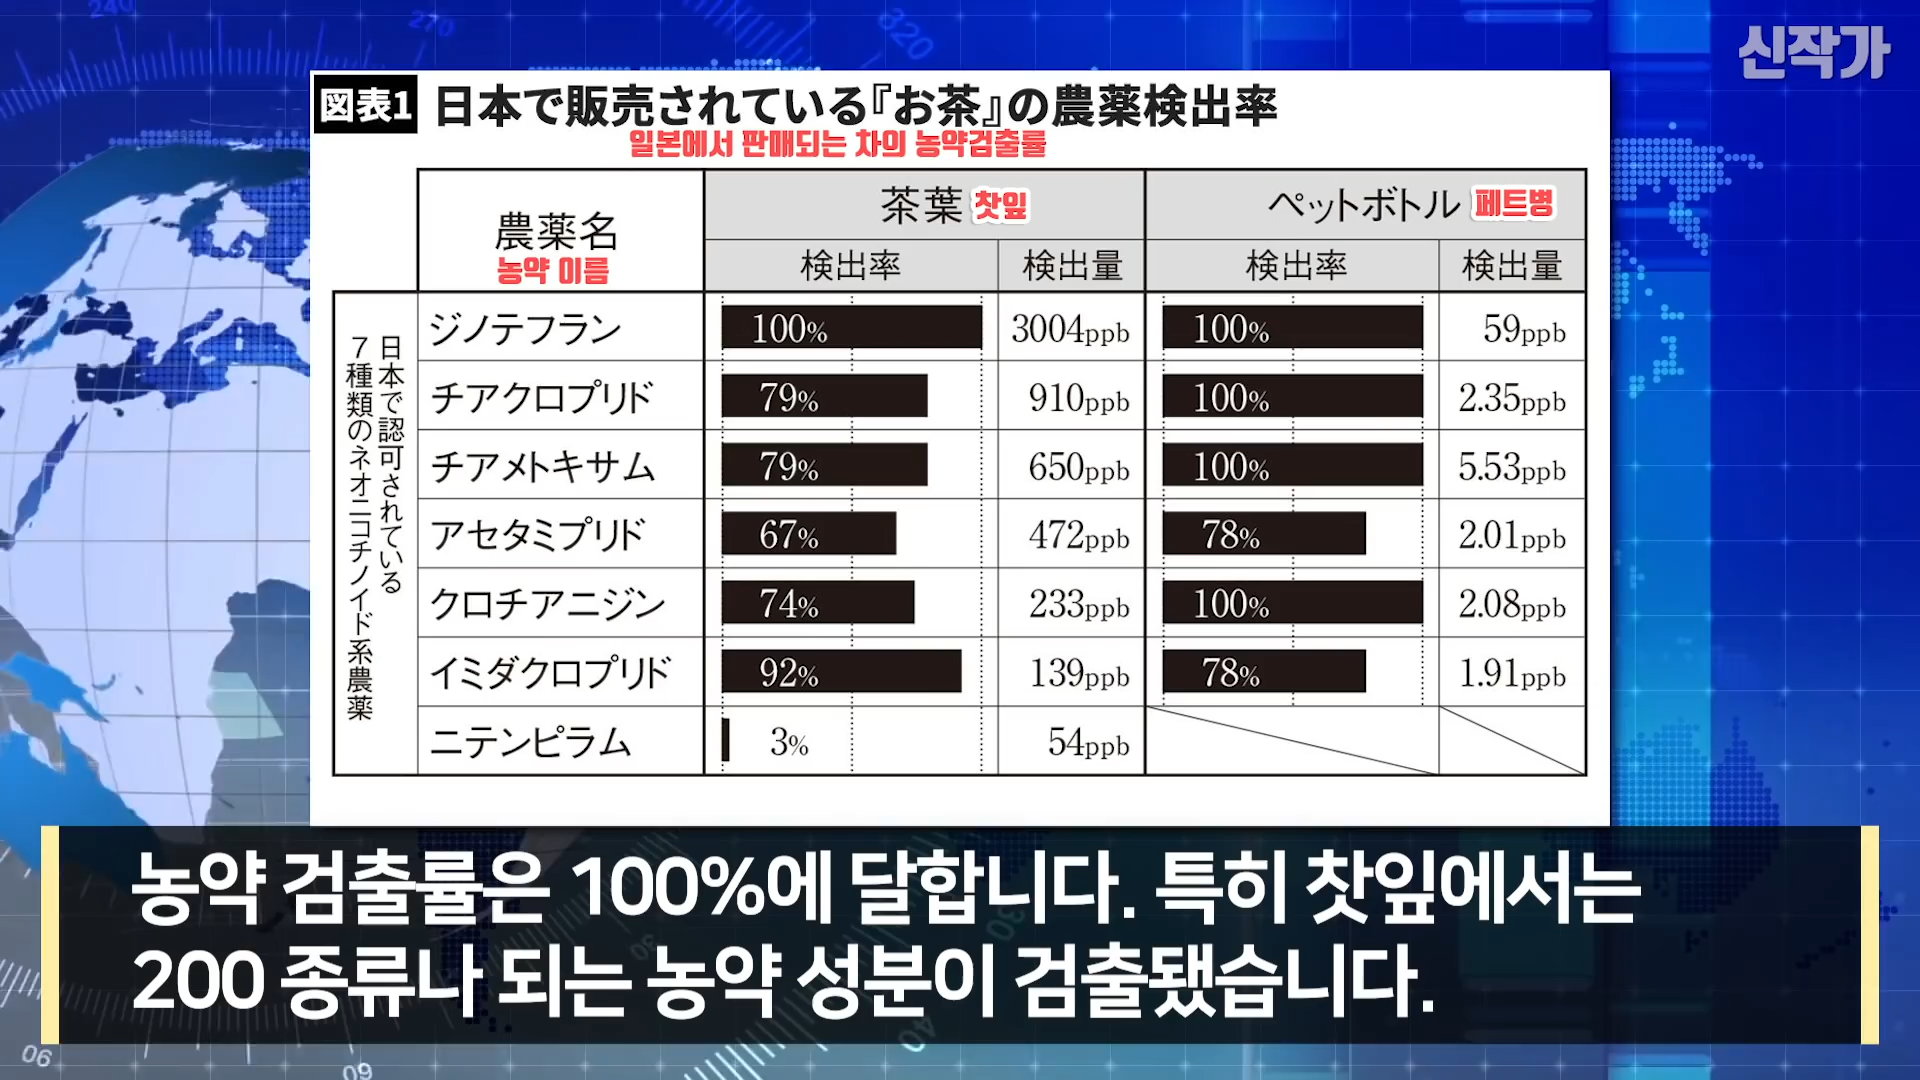 240
270
320
신작가
図表1 日本で販売されている『お茶』の農薬検出率
일본에서 판매되는 차의 농약검출률
農薬名
농약 이름
茶葉 찻잎
ペットボトル 페트병
検出率 検出量 検出率 検出量
日本で認可されている
7種類のネオニコチノイド系農薬
ジノテフラン 100% 3004ppb 100% 59ppb
チアクロプリド 79% 910ppb 100% 2.35ppb
チアメトキサム 79% 650ppb 100% 5.53ppb
アセタミプリド 67% 472ppb 78% 2.01ppb
クロチアニジン 74% 233ppb 100% 2.08ppb
イミダクロプリド 92% 139ppb 78% 1.91ppb
ニテンピラム 3% 54ppb
농약 검출률은 100%에 달합니다. 특히 찻잎에서는
200 종류나 되는 농약 성분이 검출됐습니다.
30
40
06
09